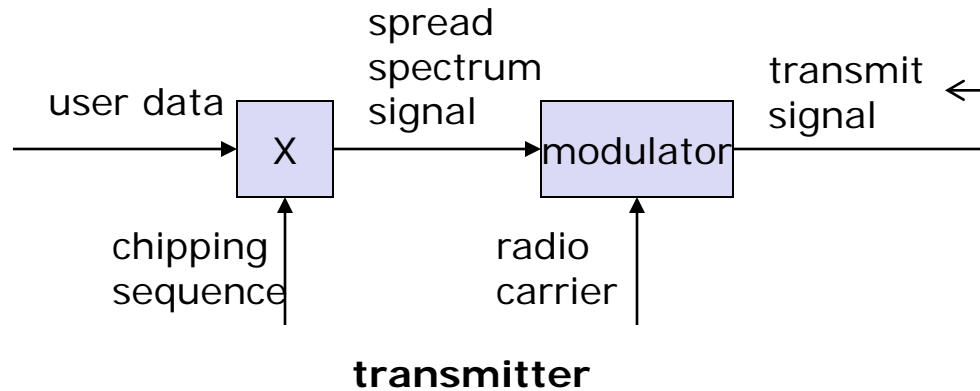 user data
X
spread
spectrum
signal
modulator
transmit
signal
chipping
sequence
radio
carrier
transmitter